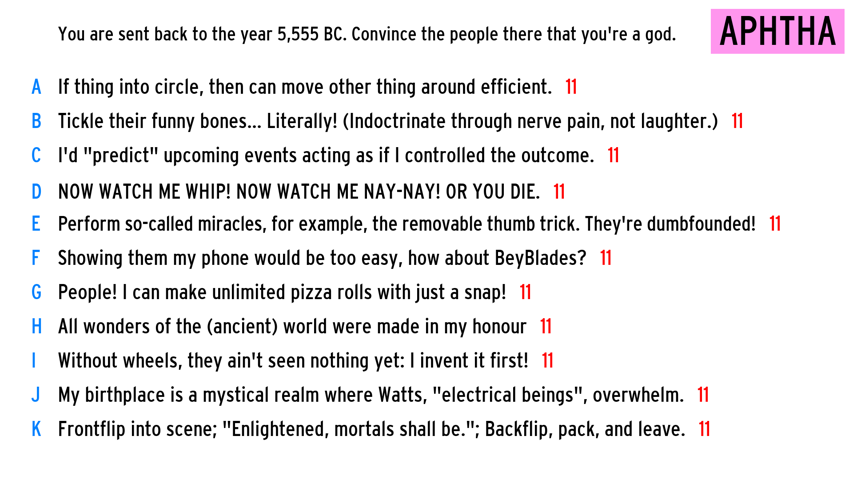 You are sent back to the year 5,555 BC. Convince the people there that you're a god.
APHTHA
A If thing into circle, then can move other thing around efficient. 11
B Tickle their funny bones... Literally! (Indoctrinate through nerve pain, not laughter.) 11
C I'd "predict" upcoming events acting as if I controlled the outcome. 11
D NOW WATCH ME WHIP! NOW WATCH ME NAY-NAY! OR YOU DIE. 11
E Perform so-called miracles, for example, the removable thumb trick. They're dumbfounded! 11
F Showing them my phone would be too easy, how about BeyBlades? 11
G People! I can make unlimited pizza rolls with just a snap! 11
H All wonders of the (ancient) world were made in my honour 11
I Without wheels, they ain't seen nothing yet: I invent it first! 11
J My birthplace is a mystical realm where Watts, "electrical beings", overwhelm. 11
K Frontflip into scene; "Enlightened, mortals shall be."; Backflip, pack, and leave. 11